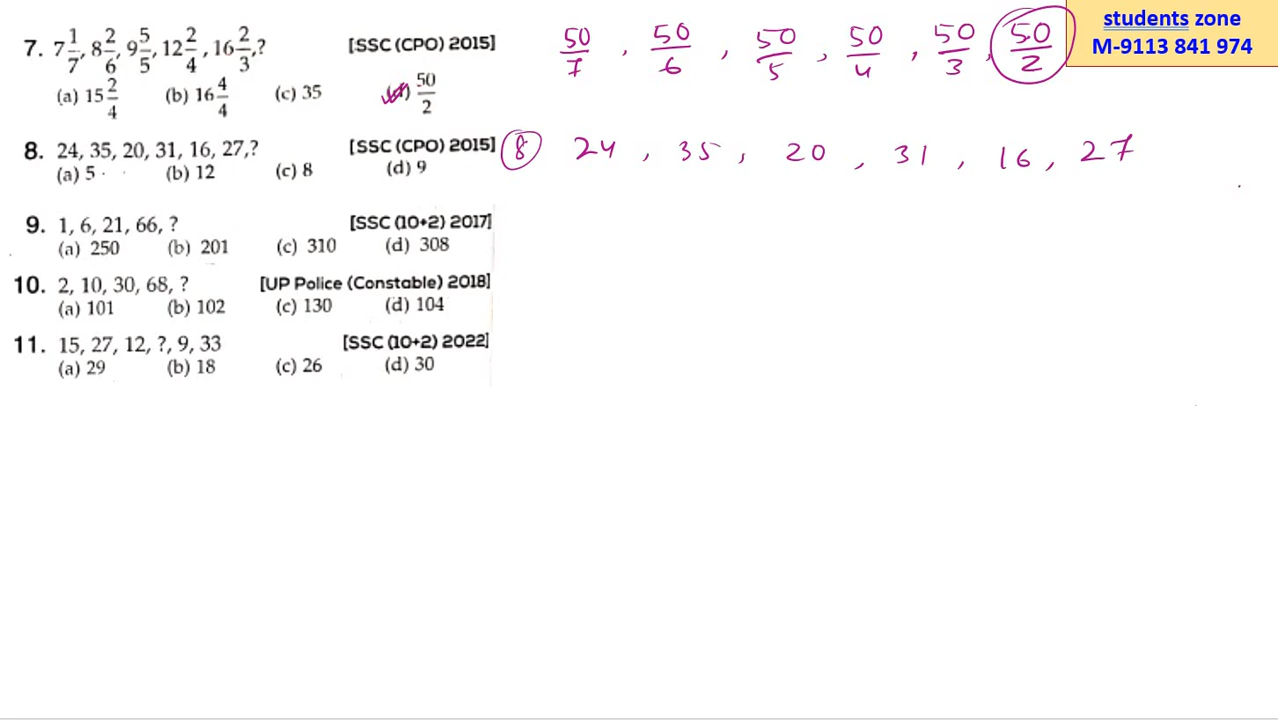 students zone
M-9113 841 974
7. 7 1/7, 8 2/6, 9 5/5, 12 2/4, 16 2/3, ? [SSC (CPO) 2015]
(a) 15 2/4 (b) 16 4/4 (c) 35 50/2
8. 24, 35, 20, 31, 16, 27,? [SSC (CPO) 2015]
(a) 5 (b) 12 (c) 8 (d) 9
9. 1, 6, 21, 66, ? [SSC (10+2) 2017]
(a) 250 (b) 201 (c) 310 (d) 308
10. 2, 10, 30, 68, ? [UP Police (Constable) 2018]
(a) 101 (b) 102 (c) 130 (d) 104
11. 15, 27, 12, ?, 9, 33 [SSC (10+2) 2022]
(a) 29 (b) 18 (c) 26 (d) 30
50/7, 50/6, 50/5, 50/4, 50/3, 50/2
8 24, 35, 20, 31, 16, 27